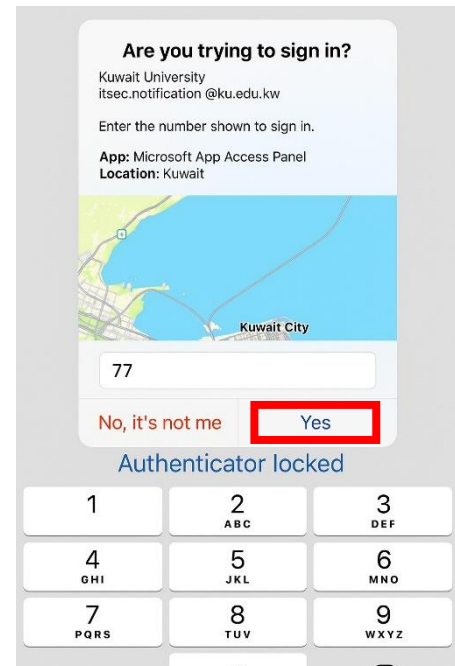 Are you trying to sign in?
Kuwait University
itsec.notification @ku.edu.kw
Enter the number shown to sign in.
App: Microsoft App Access Panel
Location: Kuwait
Kuwait City
77
No, it's not me Yes
Authenticator locked
1 2 3
ABC DEF
4 5 6
GHI JKL MNO
7 8 9
PQRS TUV WXYZ